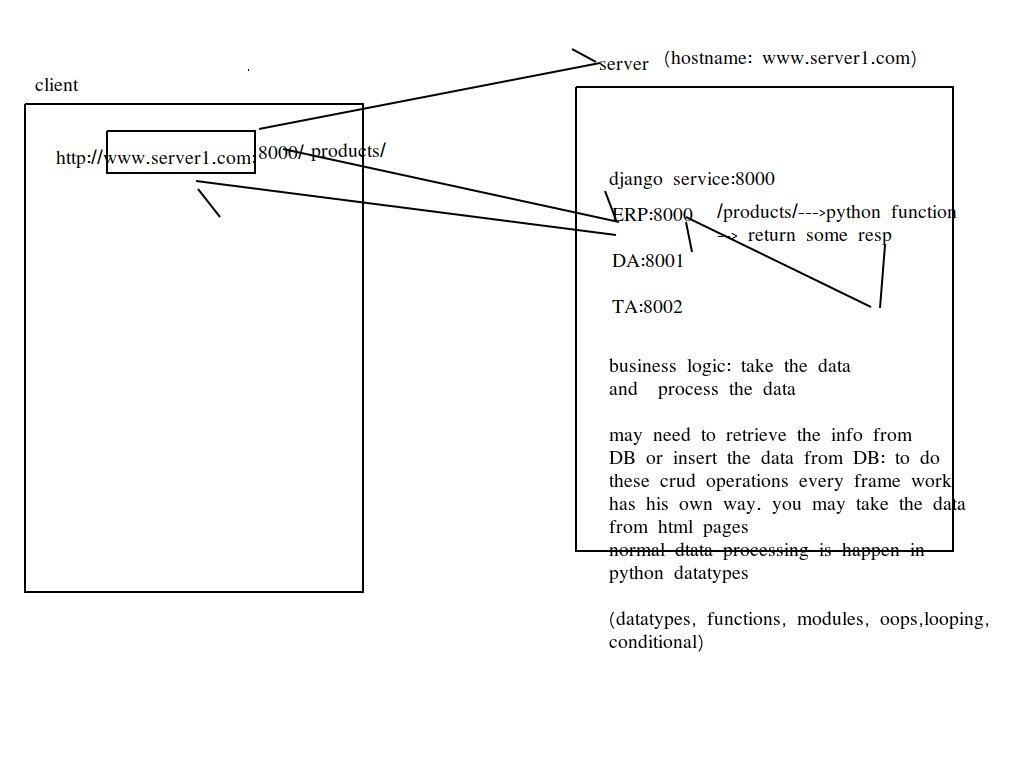 client
http://www.server1.com:8000/ products/
server (hostname: www.server1.com)
django service:8000
ERP:8000 /products/--->python function
--> return some resp
DA:8001
TA:8002
business logic: take the data
and process the data
may need to retrieve the info from
DB or insert the data from DB: to do
these crud operations every frame work
has his own way. you may take the data
from html pages
normal dtata processing is happen in
python datatypes
(datatypes, functions, modules, oops,looping,
conditional)